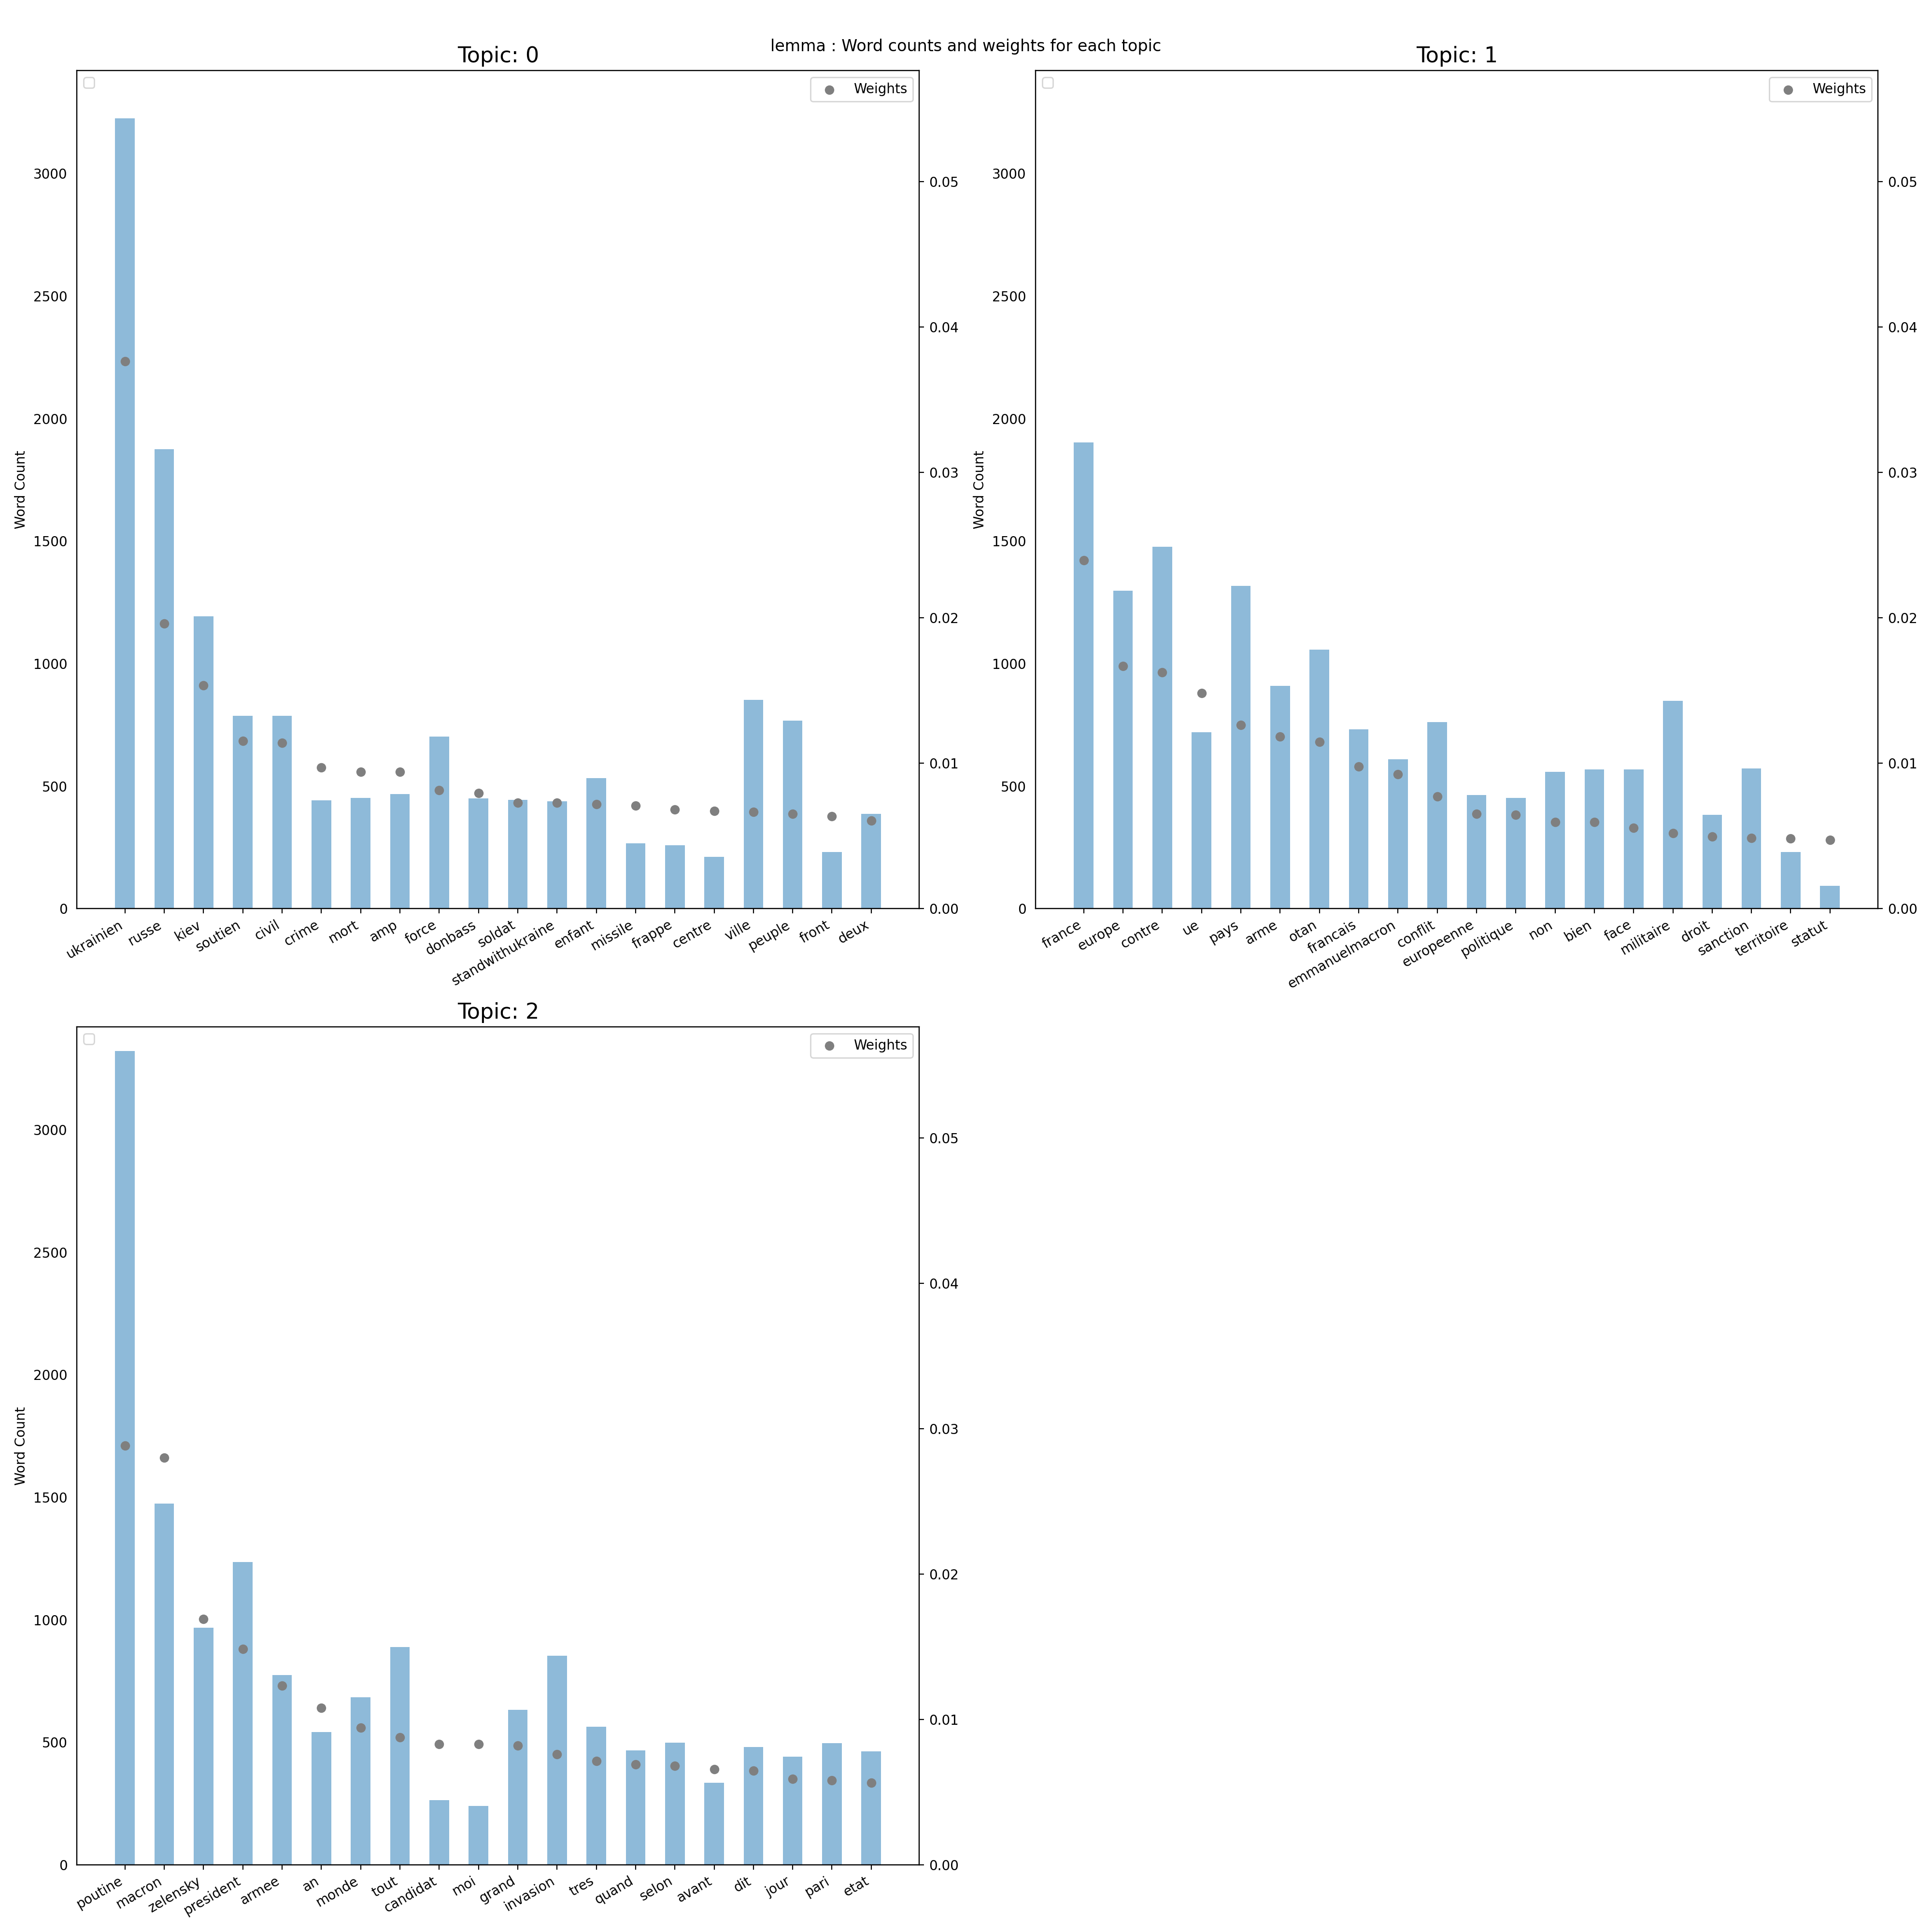 lemma : Word counts and weights for each topic
Topic: 0
Weights
3000
2500
2000
1500
1000
500
0
Word Count
0.05
0.04
0.03
0.02
0.01
0.00
ukrainien
russe
kiev
soutien
civil
crime
mort
amp
force
donbass
soldat
standwithukraine
enfant
missile
frappe
centre
ville
peuple
front
deux
Topic: 1
Weights
3000
2500
2000
1500
1000
500
0
Word Count
0.05
0.04
0.03
0.02
0.01
0.00
france
europe
contre
ue
pays
arme
otan
francais
emmanuelmacron
conflit
europeenne
politique
non
bien
face
militaire
droit
sanction
territoire
statut
Topic: 2
Weights
3000
2500
2000
1500
1000
500
0
Word Count
0.05
0.04
0.03
0.02
0.01
0.00
poutine
macron
zelensky
president
armee
an
monde
tout
candidat
moi
grand
invasion
tres
quand
selon
avant
dit
jour
pari
etat